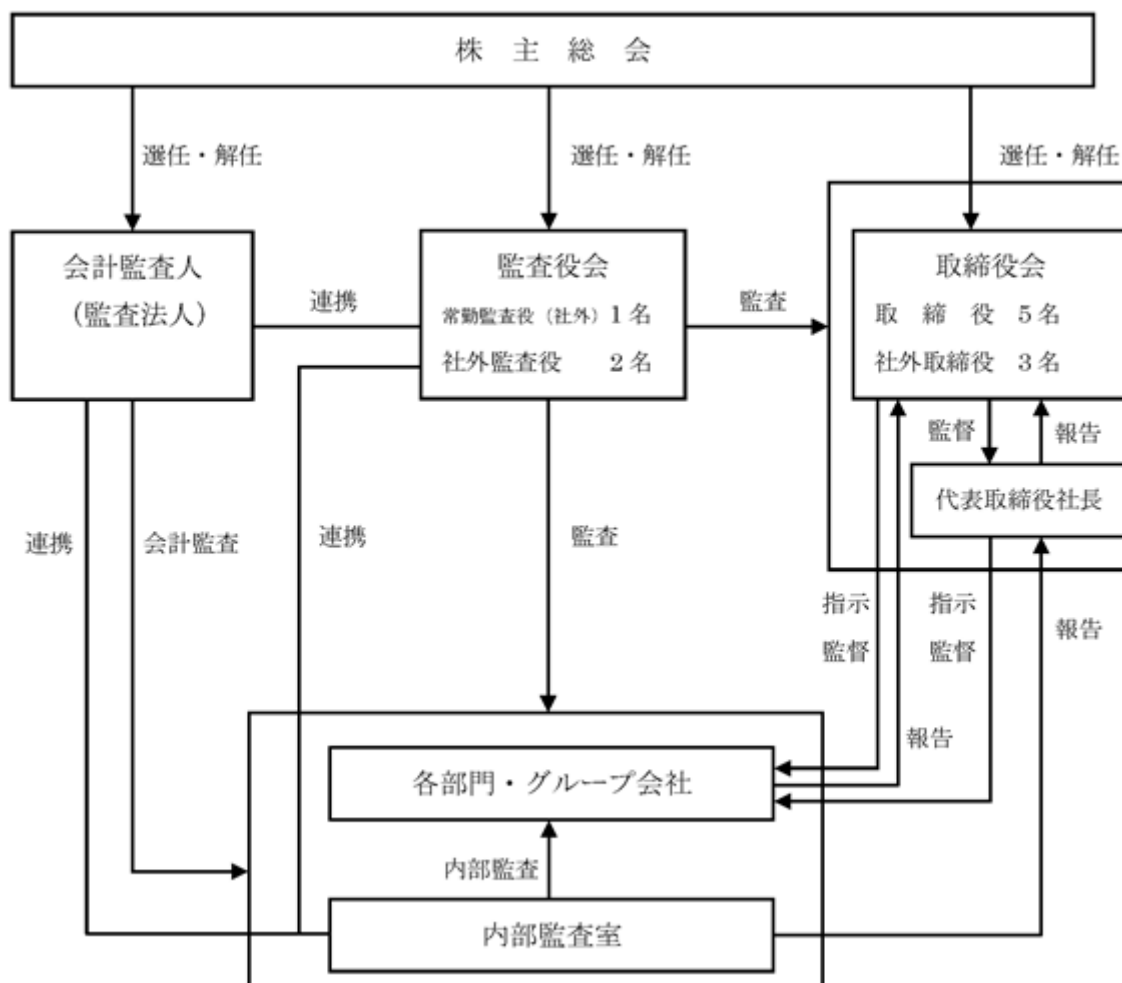 株 主 総 会
選任・解任
選任・解任
選任・解任
会計監査人
（監査法人）
連携
監査役会
常勤監査役（社外）１名
社外監査役　２名
監査
取締役会
取 締 役 ５名
社外取締役 ３名
監督
報告
代表取締役社長
連携
会計監査
連携
監査
指示
監督
指示
監督
報告
報告
各部門・グループ会社
内部監査
内部監査室